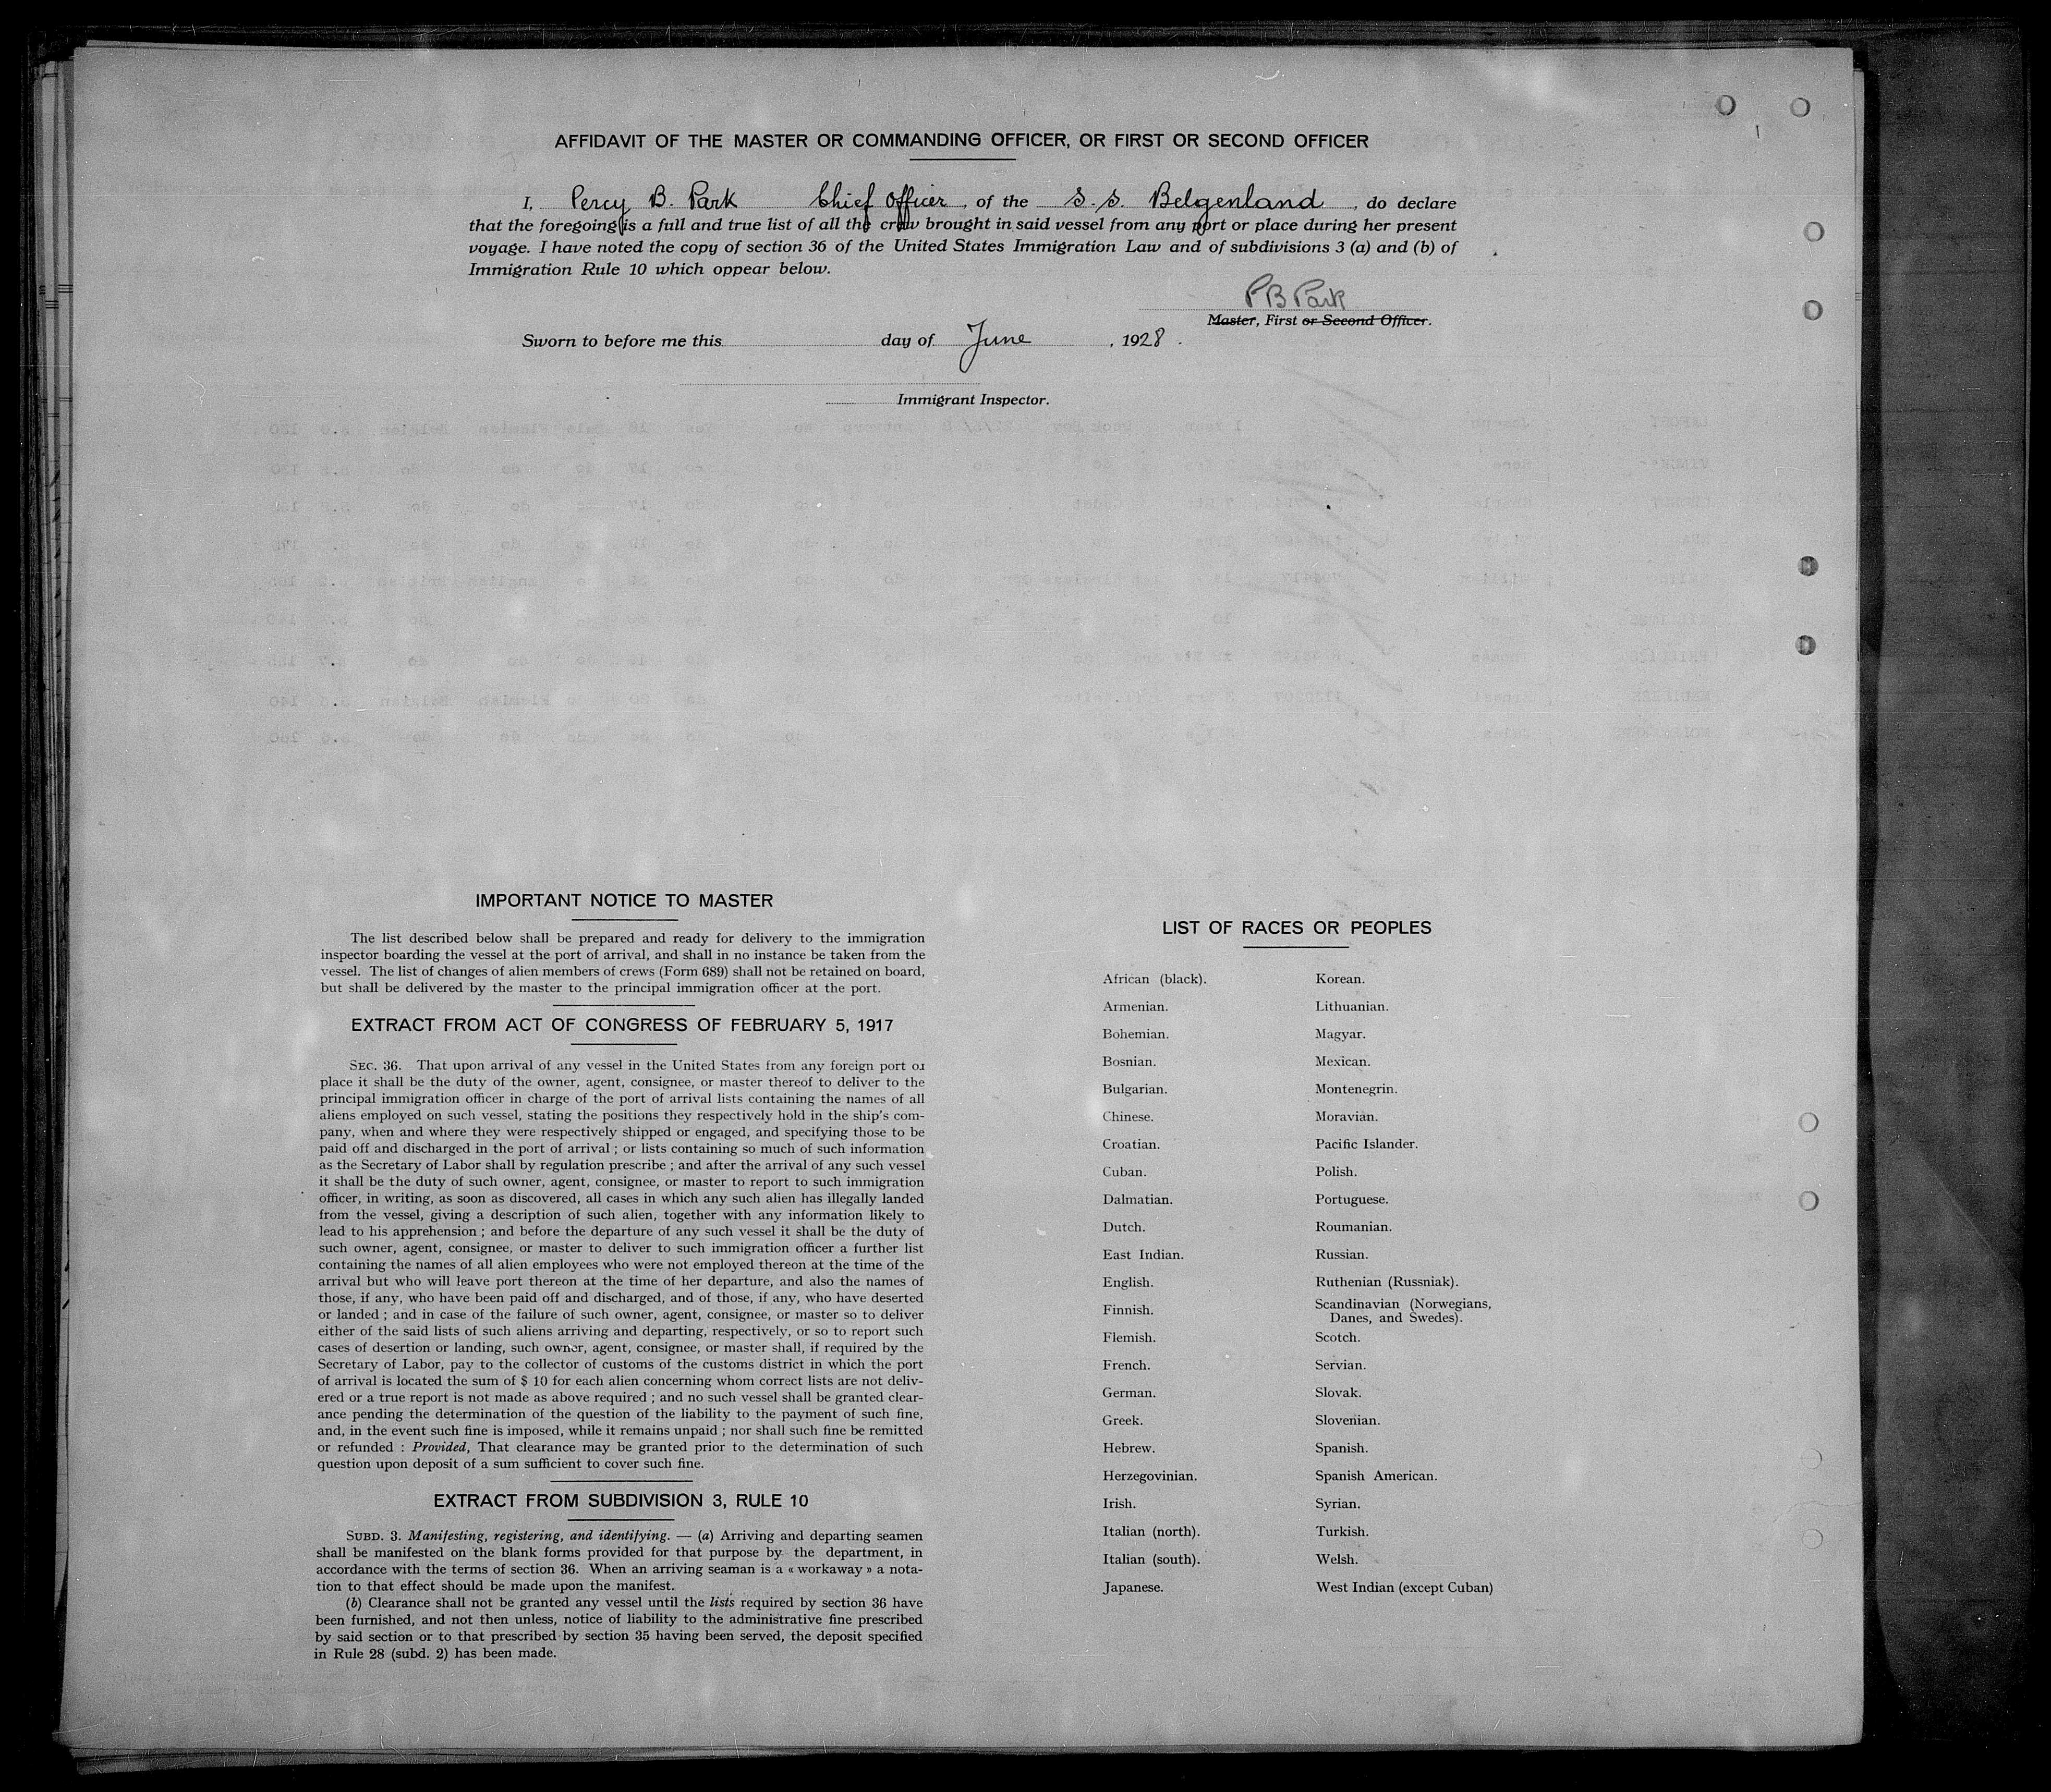 AFFIDAVIT OF THE MASTER OR COMMANDING OFFICER, OR FIRST OR SECOND OFFICER
I, Percy B. Park Chief Officer, of the S.S. Belgenland, do declare
that the foregoing is a full and true list of all the crew brought in said vessel from any port or place during her present
voyage. I have noted the copy of section 36 of the United States Immigration Law and of subdivisions 3 (a) and (b) of
Immigration Rule 10 which oppear below.
P B Park
Master, First or Second Officer.
Sworn to before me this day of June, 1928.
Immigrant Inspector.
IMPORTANT NOTICE TO MASTER
The list described below shall be prepared and ready for delivery to the immigration
inspector boarding the vessel at the port of arrival, and shall in no instance be taken from the
vessel. The list of changes of alien members of crews (Form 689) shall not be retained on board,
but shall be delivered by the master to the principal immigration officer at the port.
EXTRACT FROM ACT OF CONGRESS OF FEBRUARY 5, 1917
SEC. 36. That upon arrival of any vessel in the United States from any foreign port or
place it shall be the duty of the owner, agent, consignee, or master thereof to deliver to the
principal immigration officer in charge of the port of arrival lists containing the names of all
aliens employed on such vessel, stating the positions they respectively hold in the ship's com-
pany, when and where they were respectively shipped or engaged, and specifying those to be
paid off and discharged in the port of arrival ; or lists containing so much of such information
as the Secretary of Labor shall by regulation prescribe ; and after the arrival of any such vessel
it shall be the duty of such owner, agent, consignee, or master to report to such immigration
officer, in writing, as soon as discovered, all cases in which any such alien has illegally landed
from the vessel, giving a description of such alien, together with any information likely to
lead to his apprehension ; and before the departure of any such vessel it shall be the duty of
such owner, agent, consignee, or master to deliver to such immigration officer a further list
containing the names of all alien employees who were not employed thereon at the time of the
arrival but who will leave port thereon at the time of her departure, and also the names of
those, if any, who have been paid off and discharged, and of those, if any, who have deserted
or landed ; and in case of the failure of such owner, agent, consignee, or master so to deliver
either of the said lists of such aliens arriving and departing, respectively, or so to report such
cases of desertion or landing, such owner, agent, consignee, or master shall, if required by the
Secretary of Labor, pay to the collector of customs of the customs district in which the port
of arrival is located the sum of $ 10 for each alien concerning whom correct lists are not deliv-
ered or a true report is not made as above required ; and no such vessel shall be granted clear-
ance pending the determination of the question of the liability to the payment of such fine,
and, in the event such fine is imposed, while it remains unpaid ; nor shall such fine be remitted
or refunded : Provided, That clearance may be granted prior to the determination of such
question upon deposit of a sum sufficient to cover such fine.
EXTRACT FROM SUBDIVISION 3, RULE 10
SUBD. 3. Manifesting, registering, and identifying. — (a) Arriving and departing seamen
shall be manifested on the blank forms provided for that purpose by the department, in
accordance with the terms of section 36. When an arriving seaman is a « workaway » a nota-
tion to that effect should be made upon the manifest.
(b) Clearance shall not be granted any vessel until the lists required by section 36 have
been furnished, and not then unless, notice of liability to the administrative fine prescribed
by said section or to that prescribed by section 35 having been served, the deposit specified
in Rule 28 (subd. 2) has been made.
LIST OF RACES OR PEOPLES
African (black).
Armenian.
Bohemian.
Bosnian.
Bulgarian.
Chinese.
Croatian.
Cuban.
Dalmatian.
Dutch.
East Indian.
English.
Finnish.
Flemish.
French.
German.
Greek.
Hebrew.
Herzegovinian.
Irish.
Italian (north).
Italian (south).
Japanese.
Korean.
Lithuanian.
Magyar.
Mexican.
Montenegrin.
Moravian.
Pacific Islander.
Polish.
Portuguese.
Roumanian.
Russian.
Ruthenian (Russniak).
Scandinavian (Norwegians,
Danes, and Swedes).
Scotch.
Servian.
Slovak.
Slovenian.
Spanish.
Spanish American.
Syrian.
Turkish.
Welsh.
West Indian (except Cuban)